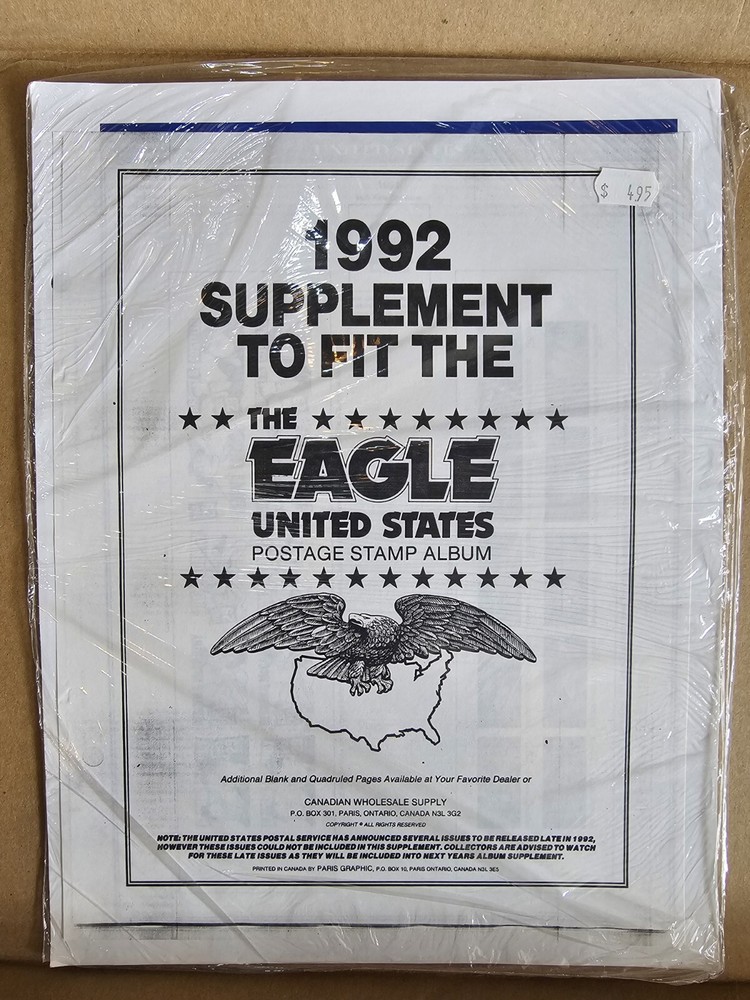 $ 4.95
1992
SUPPLEMENT
TO FIT THE
★★ THE ★★★★★★★★
EAGLE
UNITED STATES
POSTAGE STAMP ALBUM
★★★★★★★★★★★★
Additional Blank and Quadruled Pages Available at Your Favorite Dealer or
CANADIAN WHOLESALE SUPPLY
P.O. BOX 301, PARIS, ONTARIO, CANADA N3L 3G2
COPYRIGHT • ALL RIGHTS RESERVED
NOTE: THE UNITED STATES POSTAL SERVICE HAS ANNOUNCED SEVERAL ISSUES TO BE RELEASED LATE IN 1992,
HOWEVER THESE ISSUES COULD NOT BE INCLUDED IN THIS SUPPLEMENT. COLLECTORS ARE ADVISED TO WATCH
FOR THESE LATE ISSUES AS THEY WILL BE INCLUDED INTO NEXT YEARS ALBUM SUPPLEMENT.
PRINTED IN CANADA BY PARIS GRAPHIC, P.O. BOX 10, PARIS ONTARIO, CANADA N3L 3E5